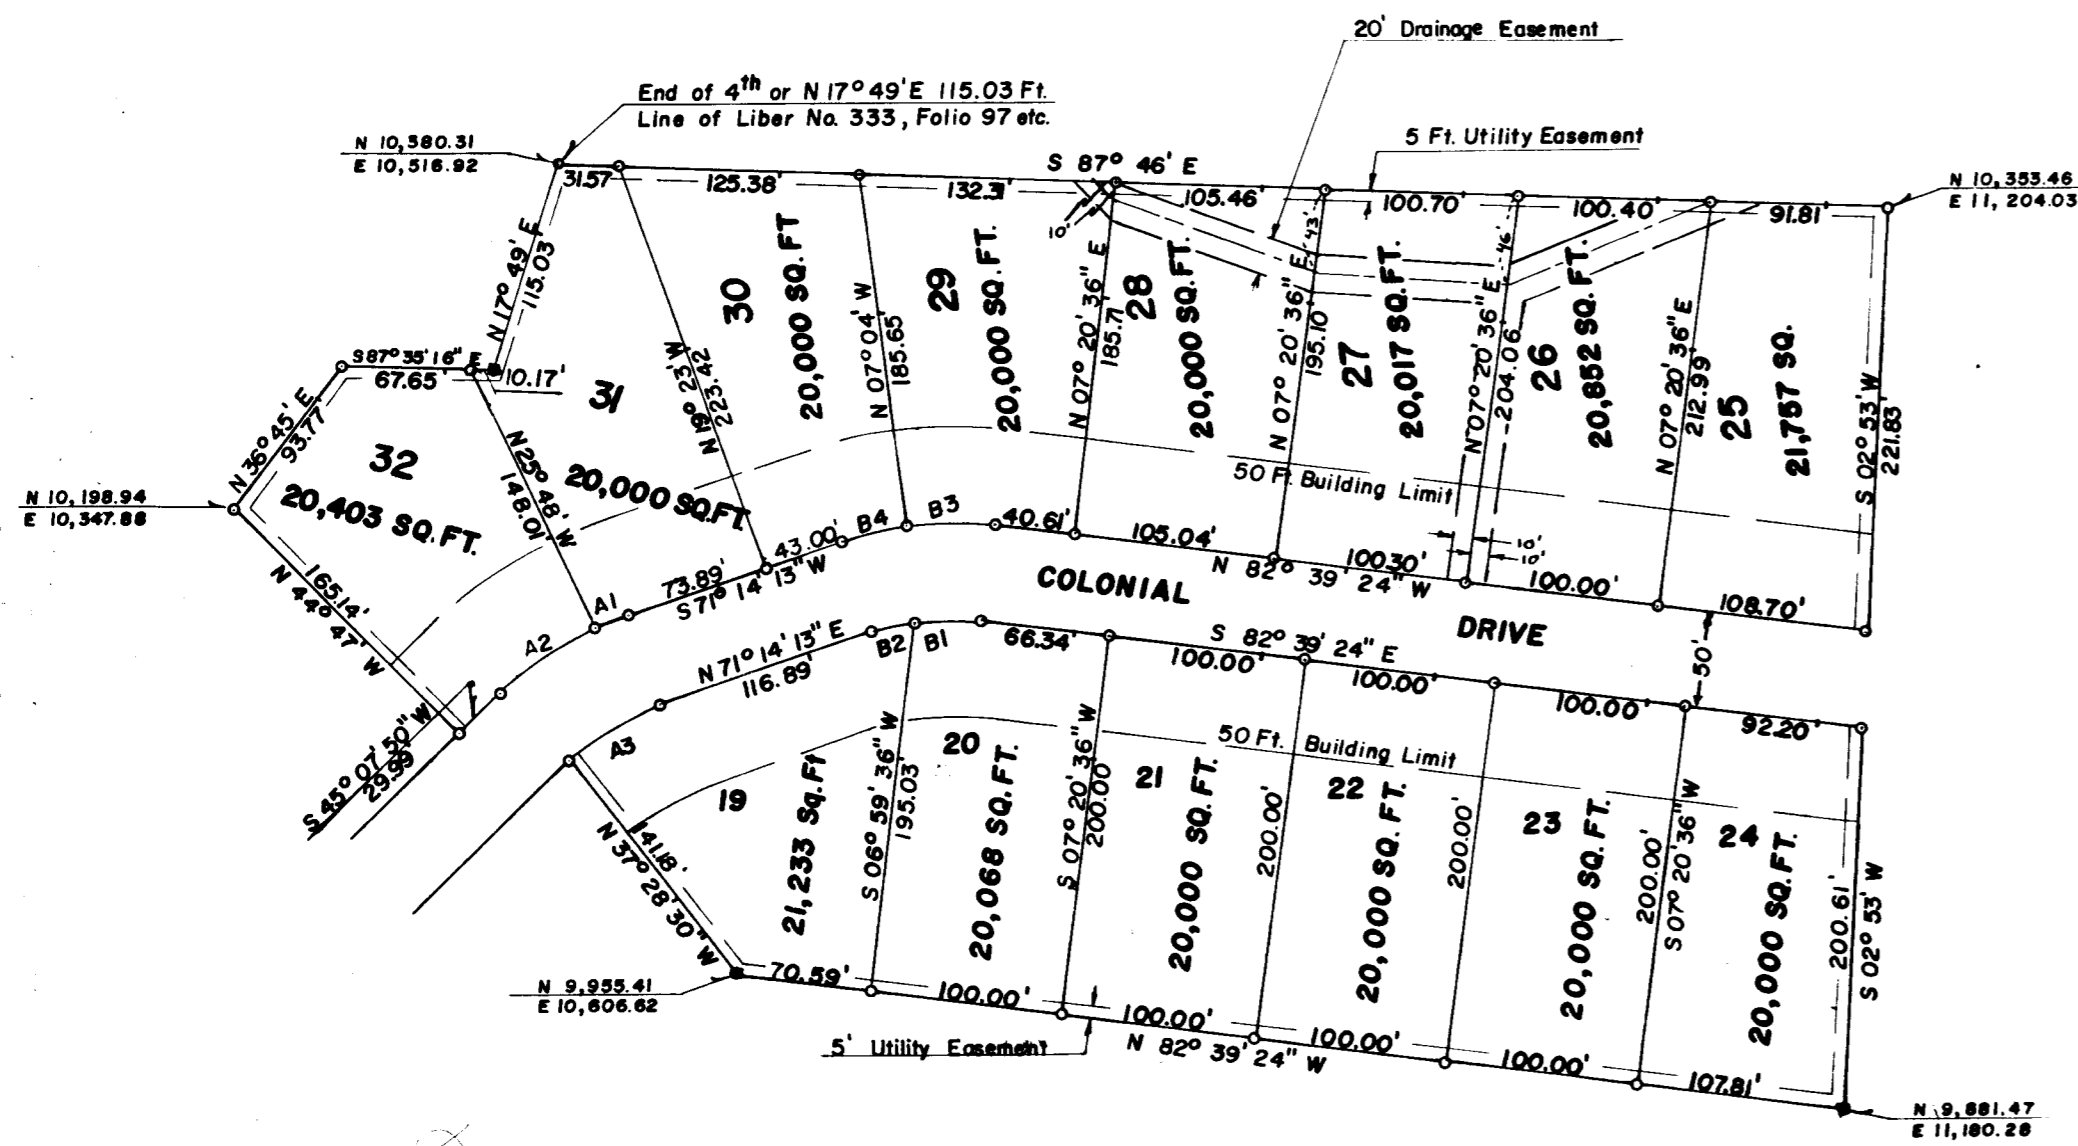 20' Drainage Easement
End of 4th or N 17° 49' E 115.03 Ft.
Line of Liber No. 333, Folio 97 etc.
5 Ft. Utility Easement
N 10,380.31
E 10,516.92
S 87° 46' E
N 10,353.46
E 11,204.03
31.57
125.38'
132.31'
105.46'
100.70'
100.40'
91.81'
10'
43'
46'
N 17° 49' E
115.03'
30
20,000 SQ. FT
29
20,000 SQ. FT.
28
20,000 SQ. FT.
27
20,017 SQ. FT.
26
20,852 SQ. FT.
25
21,757 SQ.
N 07° 04' W
185.65'
N 07° 20' 36" E
185.71'
N 07° 20' 36" E
195.10'
N 07° 20' 36" E
204.06
N 07° 20' 36" E
212.99'
S 02° 53' W
221.83'
S 87° 35' 16" E
67.65'
10.17'
31
20,000 SQ. FT.
N 19° 23' W
223.42
N 36° 45' E
93.77'
32
20,403 SQ. FT.
N 25° 48' W
148.01'
N 10,198.94
E 10,347.88
165.14'
N 44° 47' W
50 Ft. Building Limit
A1
A2
73.89'
S 71° 14' 13" W
43.00'
B4
B3
40.61'
105.04'
100.30'
N 82° 39' 24" W
10'
10'
100.00'
108.70'
COLONIAL
DRIVE
50'
S 45° 07' 50" W
29.99'
A3
N 71° 14' 13" E
116.89'
B2
B1
66.34'
S 82° 39' 24" E
100.00'
100.00'
100.00'
92.20'
50 Ft. Building Limit
19
21,233 Sq. Ft
20
20,068 SQ. FT.
21
20,000 SQ. FT.
22
20,000 SQ. FT.
23
20,000 SQ. FT.
24
20,000 SQ. FT.
141.18'
N 37° 28' 30" W
S 06° 59' 36" W
195.03'
S 07° 20' 36" W
200.00'
200.00'
200.00'
200.00'
S 07° 20' 36" W
200.61'
S 02° 53' W
N 9,955.41
E 10,606.62
70.59'
100.00'
100.00'
100.00'
100.00'
107.81'
5' Utility Easement
N 82° 39' 24" W
N 9,881.47
E 11,180.28